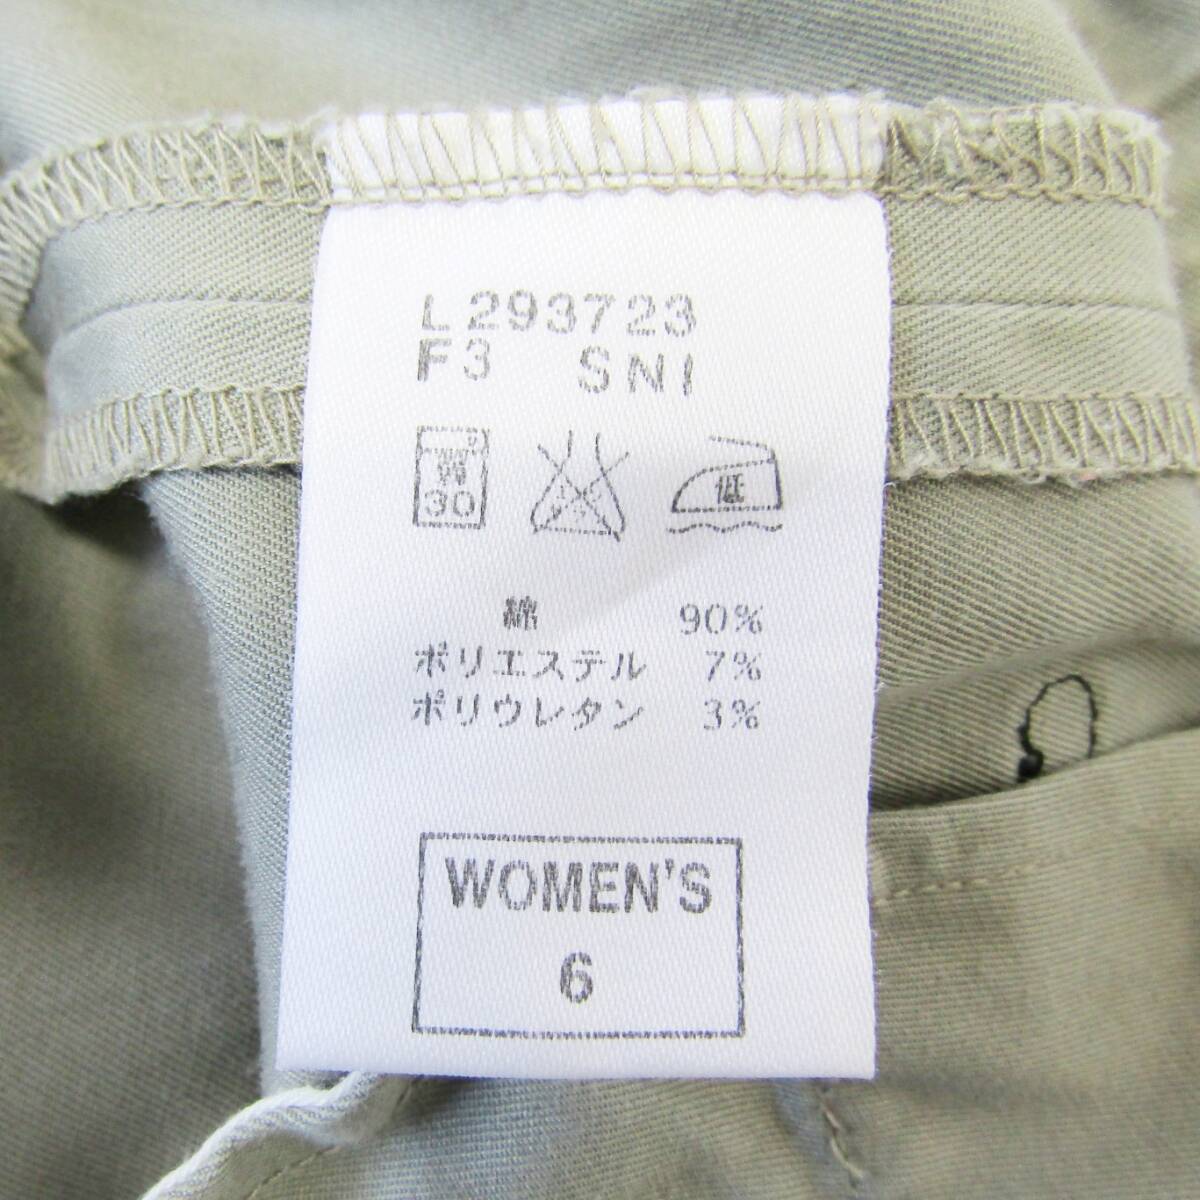 L293723
F3 SNI
30
低
綿 90%
ポリエステル 7%
ポリウレタン 3%
WOMEN'S
6